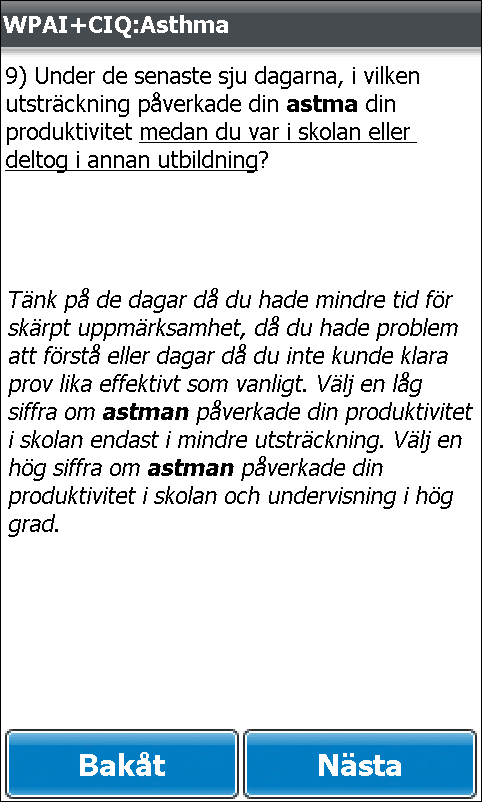 WPAI+CIQ:Asthma
9) Under de senaste sju dagarna, i vilken
utsträckning påverkade din astma din
produktivitet medan du var i skolan eller
deltog i annan utbildning?
Tänk på de dagar då du hade mindre tid för
skärpt uppmärksamhet, då du hade problem
att förstå eller dagar då du inte kunde klara
prov lika effektivt som vanligt. Välj en låg
siffra om astman påverkade din produktivitet
i skolan endast i mindre utsträckning. Välj en
hög siffra om astman påverkade din
produktivitet i skolan och undervisning i hög
grad.
Bakåt
Nästa